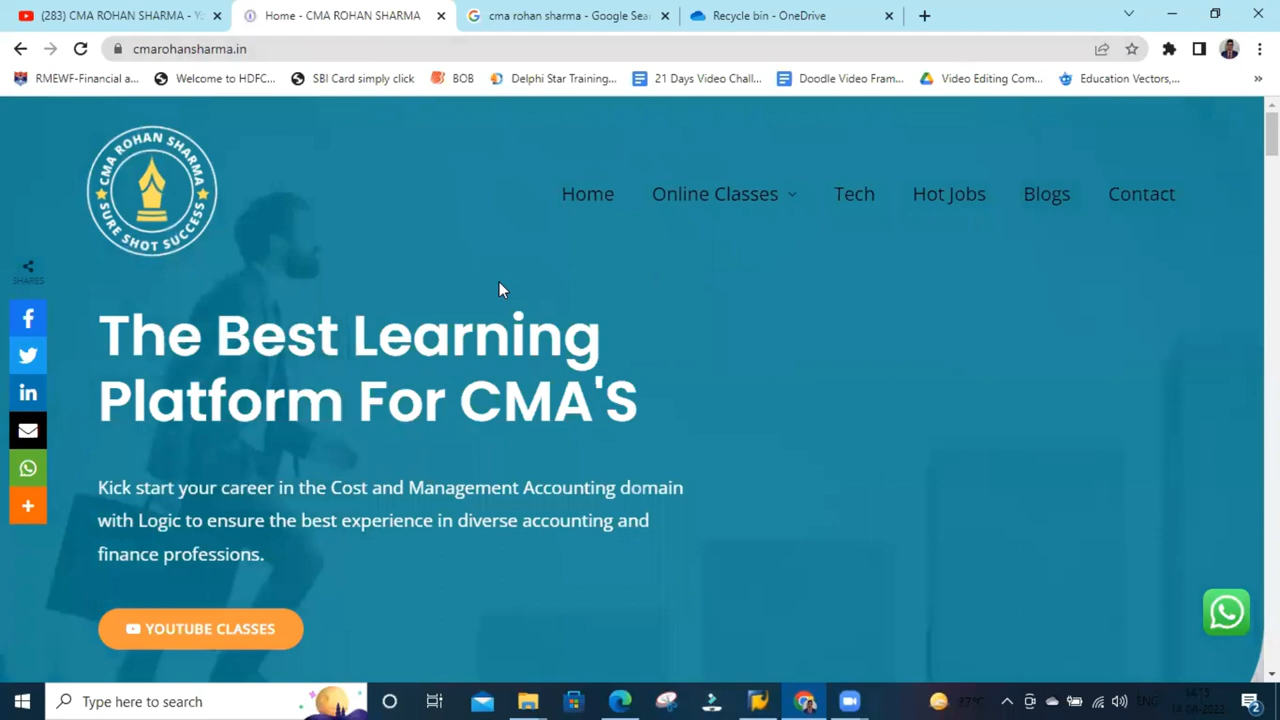 (283) CMA ROHAN SHARMA - Y
Home - CMA ROHAN SHARMA
cma rohan sharma - Google Sea
Recycle bin - OneDrive
cmarohansharma.in
RMEWF-Financial a...
Welcome to HDFC...
SBI Card simply click
BOB
Delphi Star Training...
21 Days Video Chall...
Doodle Video Fram...
Video Editing Com...
Education Vectors,...
CMA ROHAN SHARMA
SURE SHOT SUCCESS
Home
Online Classes
Tech
Hot Jobs
Blogs
Contact
SHARES
The Best Learning
Platform For CMA'S
Kick start your career in the Cost and Management Accounting domain
with Logic to ensure the best experience in diverse accounting and
finance professions.
YOUTUBE CLASSES
Type here to search
27°C
ENG
2